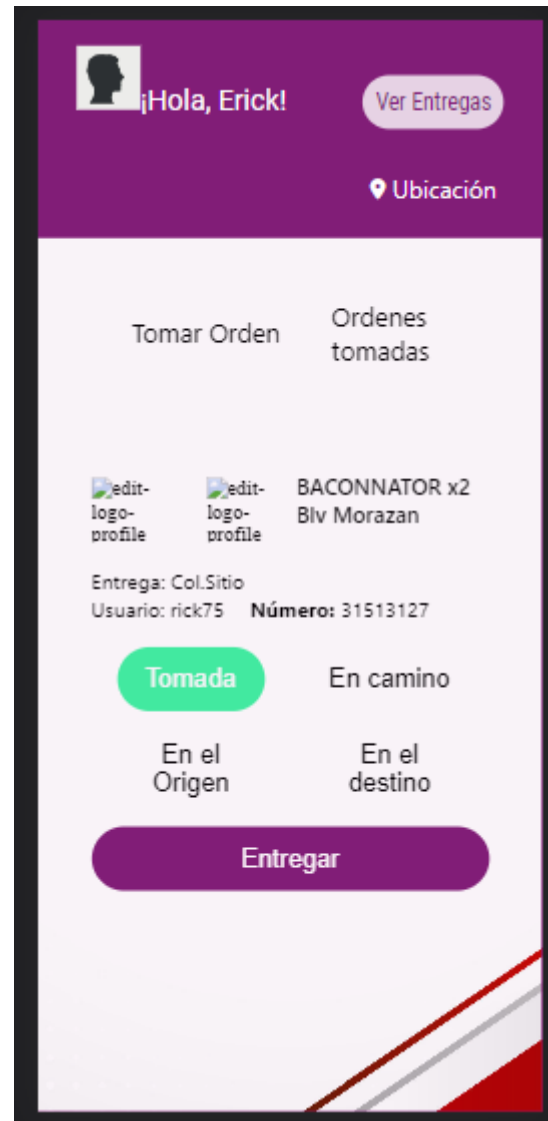 ¡Hola, Erick!
Ver Entregas
Ubicación
Tomar Orden
Ordenes
tomadas
edit-
logo-
profile
edit-
logo-
profile
BACONNATOR x2
Blv Morazan
Entrega: Col.Sitio
Usuario: rick75 Número: 31513127
Tomada
En camino
En el
Origen
En el
destino
Entregar